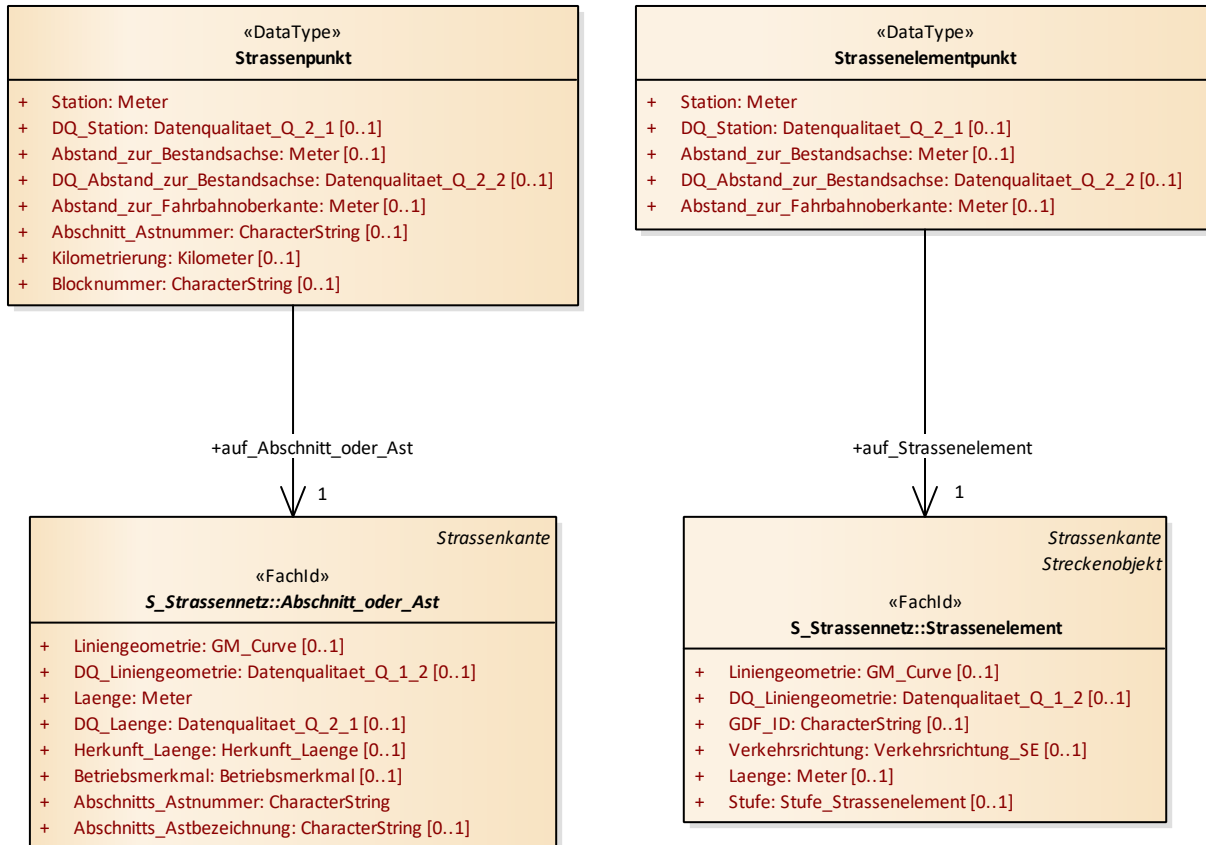 «DataType»
Strassenpunkt
+ Station: Meter
+ DQ_Station: Datenqualitaet_Q_2_1 [0..1]
+ Abstand_zur_Bestandsachse: Meter [0..1]
+ DQ_Abstand_zur_Bestandsachse: Datenqualitaet_Q_2_2 [0..1]
+ Abstand_zur_Fahrbahnoberkante: Meter [0..1]
+ Abschnitt_Astnummer: CharacterString [0..1]
+ Kilometrierung: Kilometer [0..1]
+ Blocknummer: CharacterString [0..1]
«DataType»
Strassenelementpunkt
+ Station: Meter
+ DQ_Station: Datenqualitaet_Q_2_1 [0..1]
+ Abstand_zur_Bestandsachse: Meter [0..1]
+ DQ_Abstand_zur_Bestandsachse: Datenqualitaet_Q_2_2 [0..1]
+ Abstand_zur_Fahrbahnoberkante: Meter [0..1]
+auf_Abschnitt_oder_Ast
1
+auf_Strassenelement
1
Strassenkante
«FachId»
S_Strassennetz::Abschnitt_oder_Ast
+ Liniengeometrie: GM_Curve [0..1]
+ DQ_Liniengeometrie: Datenqualitaet_Q_1_2 [0..1]
+ Laenge: Meter
+ DQ_Laenge: Datenqualitaet_Q_2_1 [0..1]
+ Herkunft_Laenge: Herkunft_Laenge [0..1]
+ Betriebsmerkmal: Betriebsmerkmal [0..1]
+ Abschnitts_Astnummer: CharacterString
+ Abschnitts_Astbezeichnung: CharacterString [0..1]
Strassenkante
Streckenobjekt
«FachId»
S_Strassennetz::Strassenelement
+ Liniengeometrie: GM_Curve [0..1]
+ DQ_Liniengeometrie: Datenqualitaet_Q_1_2 [0..1]
+ GDF_ID: CharacterString [0..1]
+ Verkehrsrichtung: Verkehrsrichtung_SE [0..1]
+ Laenge: Meter [0..1]
+ Stufe: Stufe_Strassenelement [0..1]